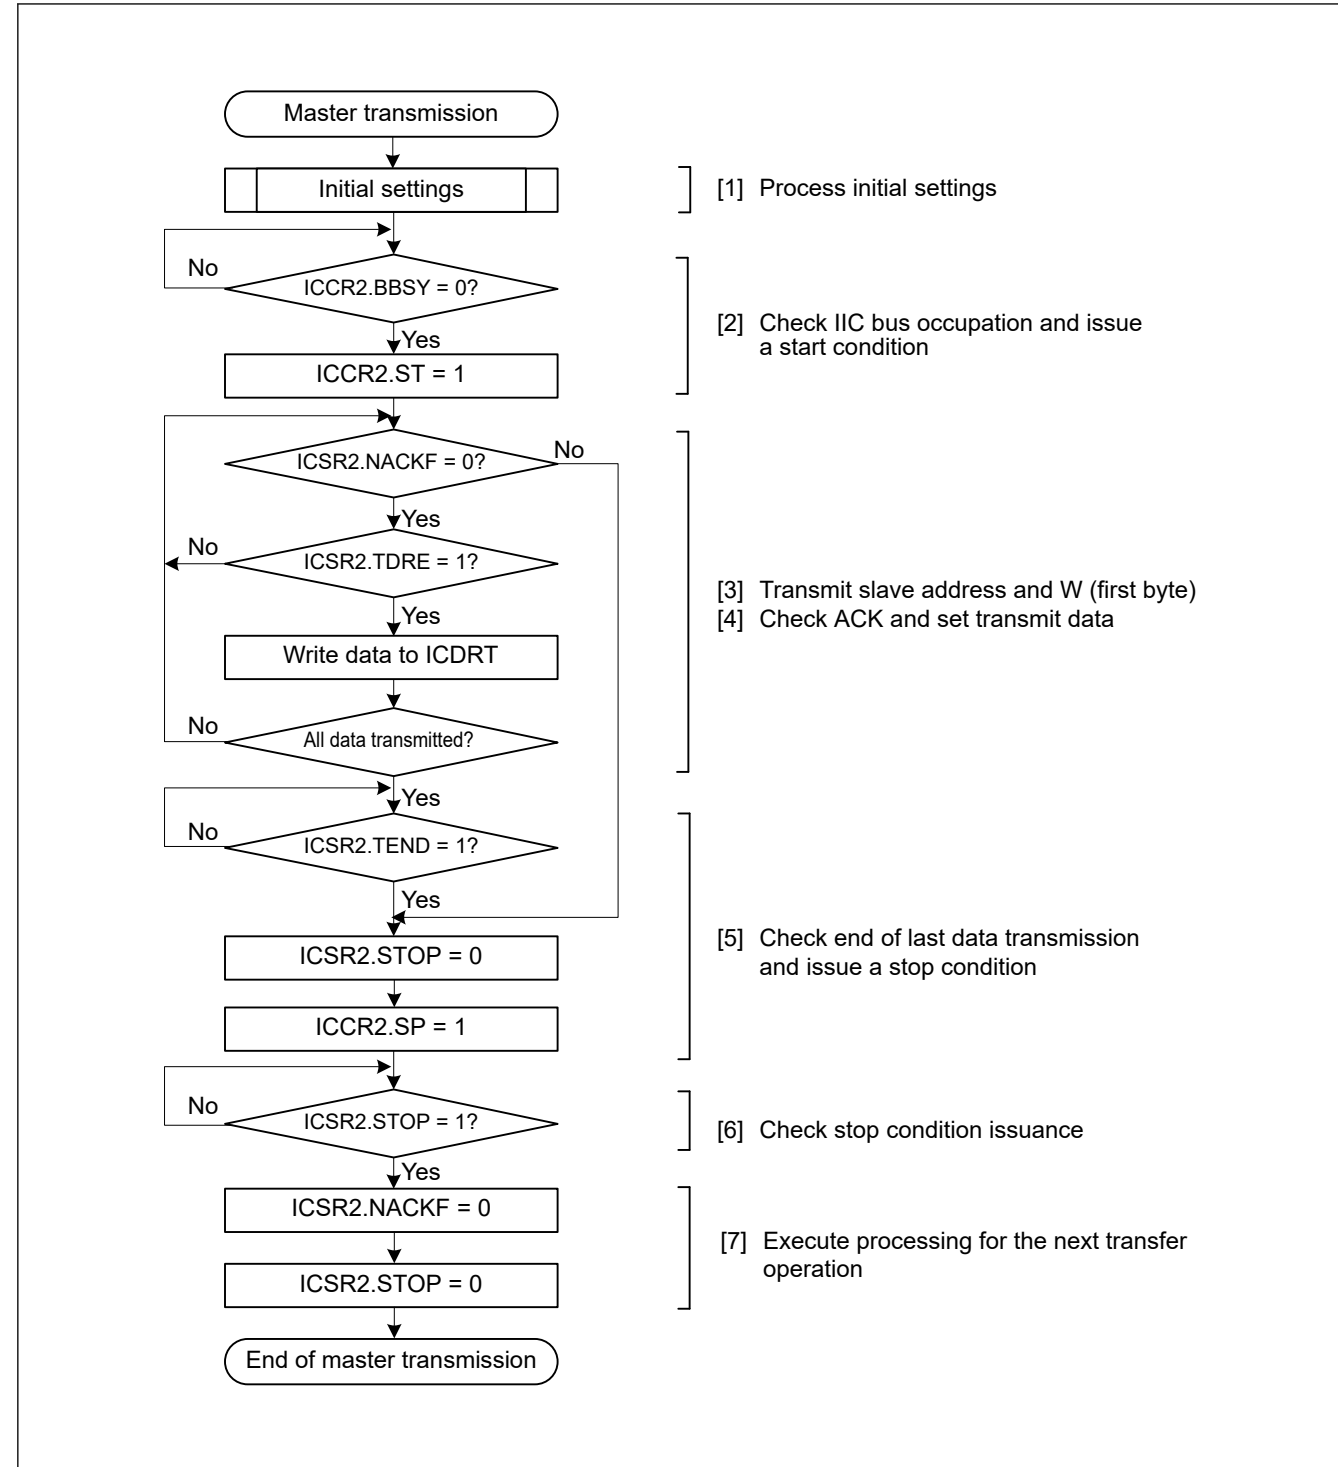 Master transmission
Initial settings
[1] Process initial settings
No
ICCR2.BBSY = 0?
[2] Check IIC bus occupation and issue
a start condition
Yes
ICCR2.ST = 1
No
ICSR2.NACKF = 0?
Yes
No
ICSR2.TDRE = 1?
[3] Transmit slave address and W (first byte)
[4] Check ACK and set transmit data
Yes
Write data to ICDRT
No
All data transmitted?
Yes
No
ICSR2.TEND = 1?
Yes
[5] Check end of last data transmission
and issue a stop condition
ICSR2.STOP = 0
ICCR2.SP = 1
No
ICSR2.STOP = 1?
[6] Check stop condition issuance
Yes
ICSR2.NACKF = 0
[7] Execute processing for the next transfer
operation
ICSR2.STOP = 0
End of master transmission